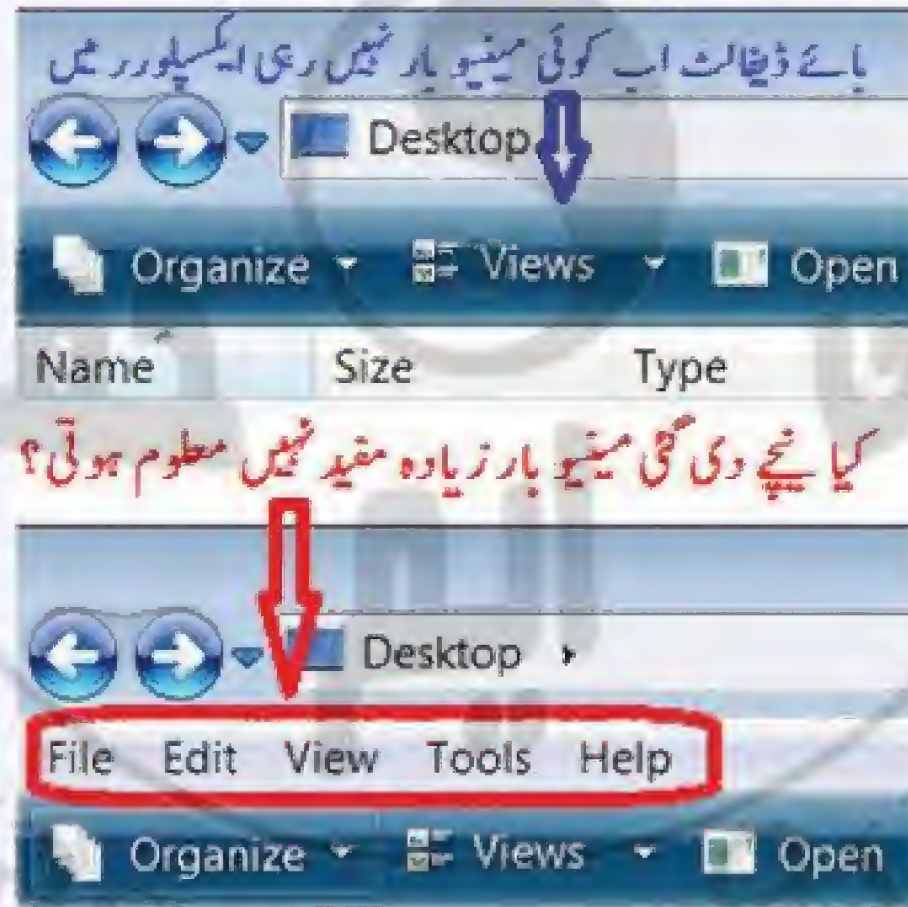 بائے ڈیفالٹ اب کوئی مینیو بار نہیں رہی ایکسپلورر میں
Desktop
Organize Views Open
Name Size Type
کیا نیچے دی گئی مینیو بار زیادہ مفید نہیں معلوم ہوتی؟
Desktop
File Edit View Tools Help
Organize Views Open